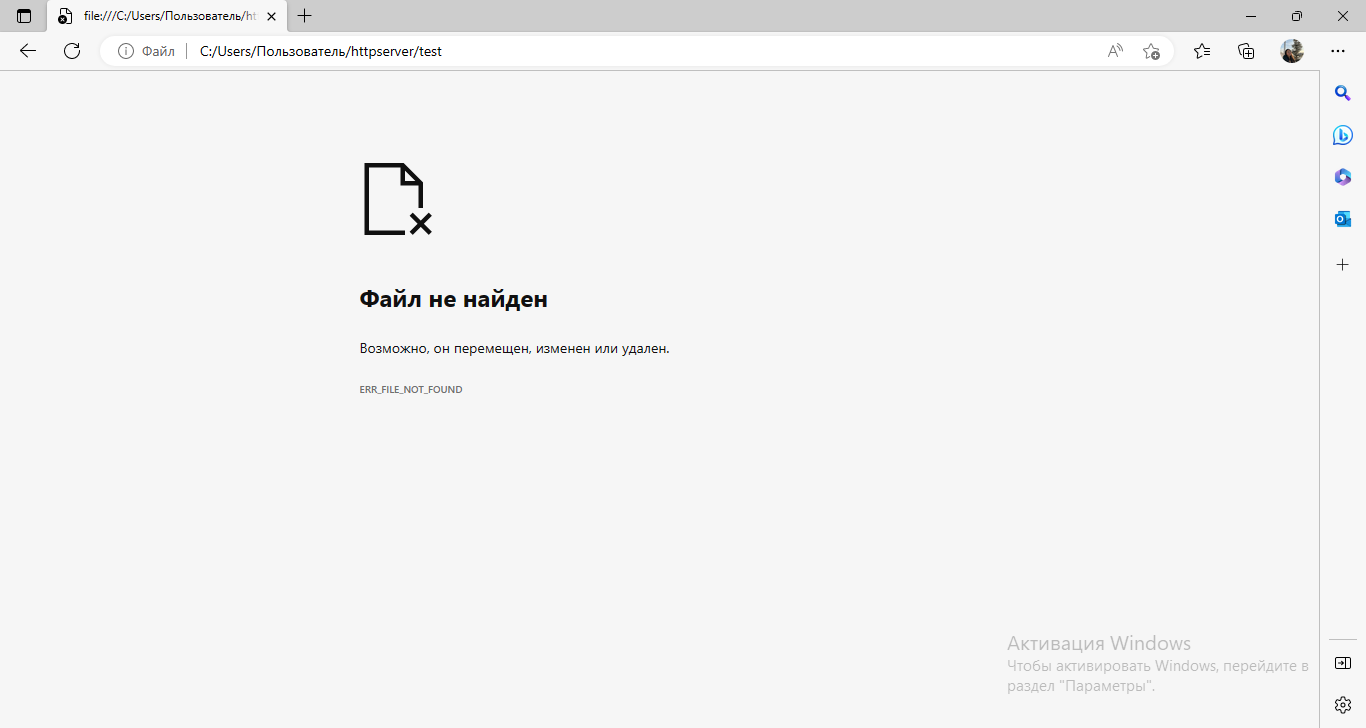 file:///C:/Users/Пользователь/ht
Файл
C:/Users/Пользователь/httpserver/test
Файл не найден
Возможно, он перемещен, изменен или удален.
ERR_FILE_NOT_FOUND
Активация Windows
Чтобы активировать Windows, перейдите в
раздел "Параметры".